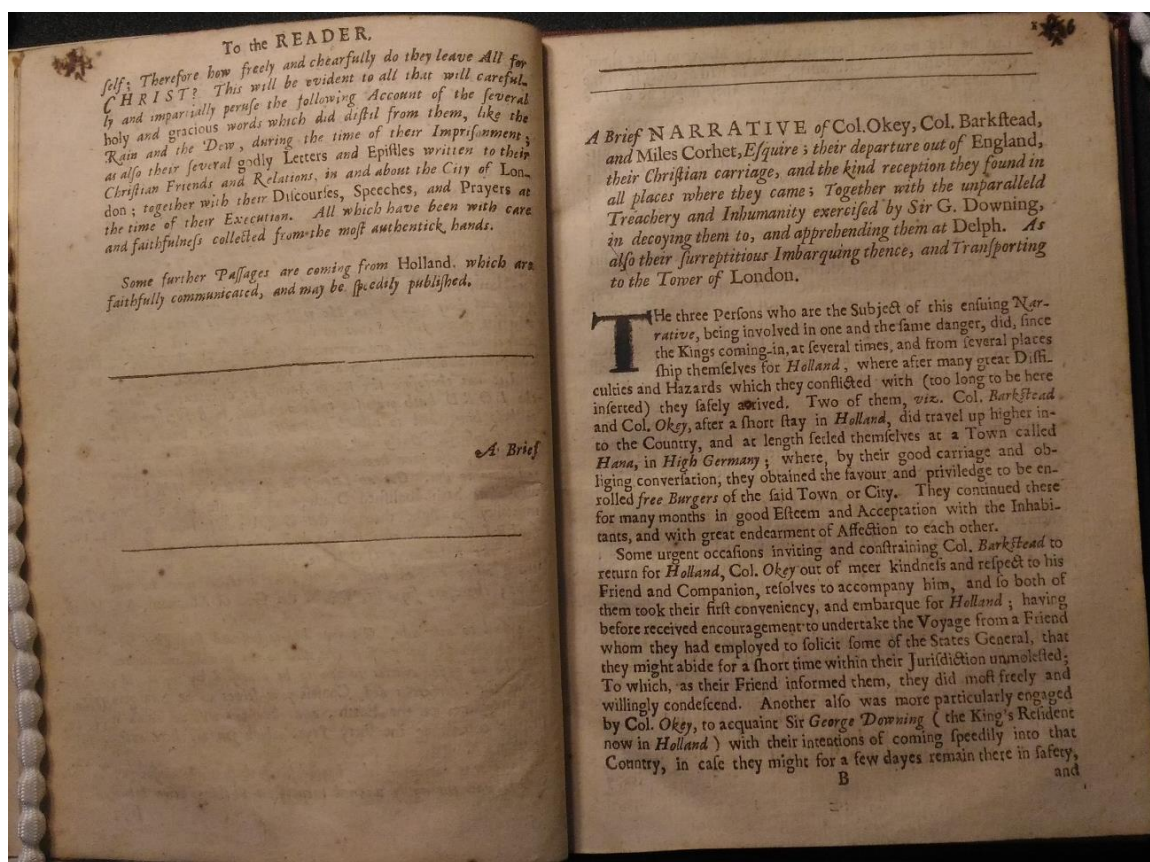 To the READER.
ſelf; Therefore how freely and chearfully do they leave All for
CHRIST? This will be evident to all that will careful-
ly and impartially peruſe the following Account of the ſeveral
holy and gracious words which did diſtil from them, like the
Rain and the Dew, during the time of their Impriſonment;
as alſo their ſeveral godly Letters and Epiſtles written to their
Chriſtian Friends and Relations, in and about the City of Lon-
don; together with their Diſcourſes, Speeches, and Prayers at
the time of their Execution. All which have been with care
and faithfulneſs collected from the moſt authentick hands.
Some further Paſſages are coming from Holland, which are
faithfully communicated, and may be ſpeedily publiſhed.
A Brief
A Brief NARRATIVE of Col. Okey, Col. Barkſtead,
and Miles Corbet, Eſquire; their departure out of England,
their Chriſtian carriage, and the kind reception they found in
all places where they came; Together with the unparalleld
Treachery and Inhumanity exerciſed by Sir G. Downing,
in decoying them to, and apprehending them at Delph. As
alſo their ſurreptitious Imbarquing thence, and Tranſporting
to the Tower of London.
THe three Perſons who are the Subject of this enſuing Nar-
rative, being involved in one and the ſame danger, did, ſince
the Kings coming-in, at ſeveral times, and from ſeveral places
ſhip themſelves for Holland, where after many great Diffi-
culties and Hazards which they conflicted with (too long to be here
inſerted) they ſafely arrived. Two of them, viz. Col. Barkſtead
and Col. Okey, after a ſhort ſtay in Holland, did travel up higher in-
to the Country, and at length ſetled themſelves at a Town called
Hana, in High Germany; where, by their good carriage and ob-
liging converſation, they obtained the favour and priviledge to be en-
rolled free Burgers of the ſaid Town or City. They continued there
for many months in good Eſteem and Acceptation with the Inhabi-
tants, and with great endearment of Affection to each other.
Some urgent occaſions inviting and conſtraining Col. Barkſtead to
return for Holland, Col. Okey out of meer kindneſs and reſpect to his
Friend and Companion, reſolves to accompany him, and ſo both of
them took their firſt conveniency, and embarque for Holland; having
before received encouragement to undertake the Voyage from a Friend
whom they had employed to ſolicit ſome of the States General, that
they might abide for a ſhort time within their Juriſdiction unmoleſted;
To which, as their Friend informed them, they did moſt freely and
willingly condeſcend. Another alſo was more particularly engaged
by Col. Okey, to acquaint Sir George Downing (the King's Reſident
now in Holland) with their intentions of coming ſpeedily into that
Country, in caſe they might for a few dayes remain there in ſafety,
B
and